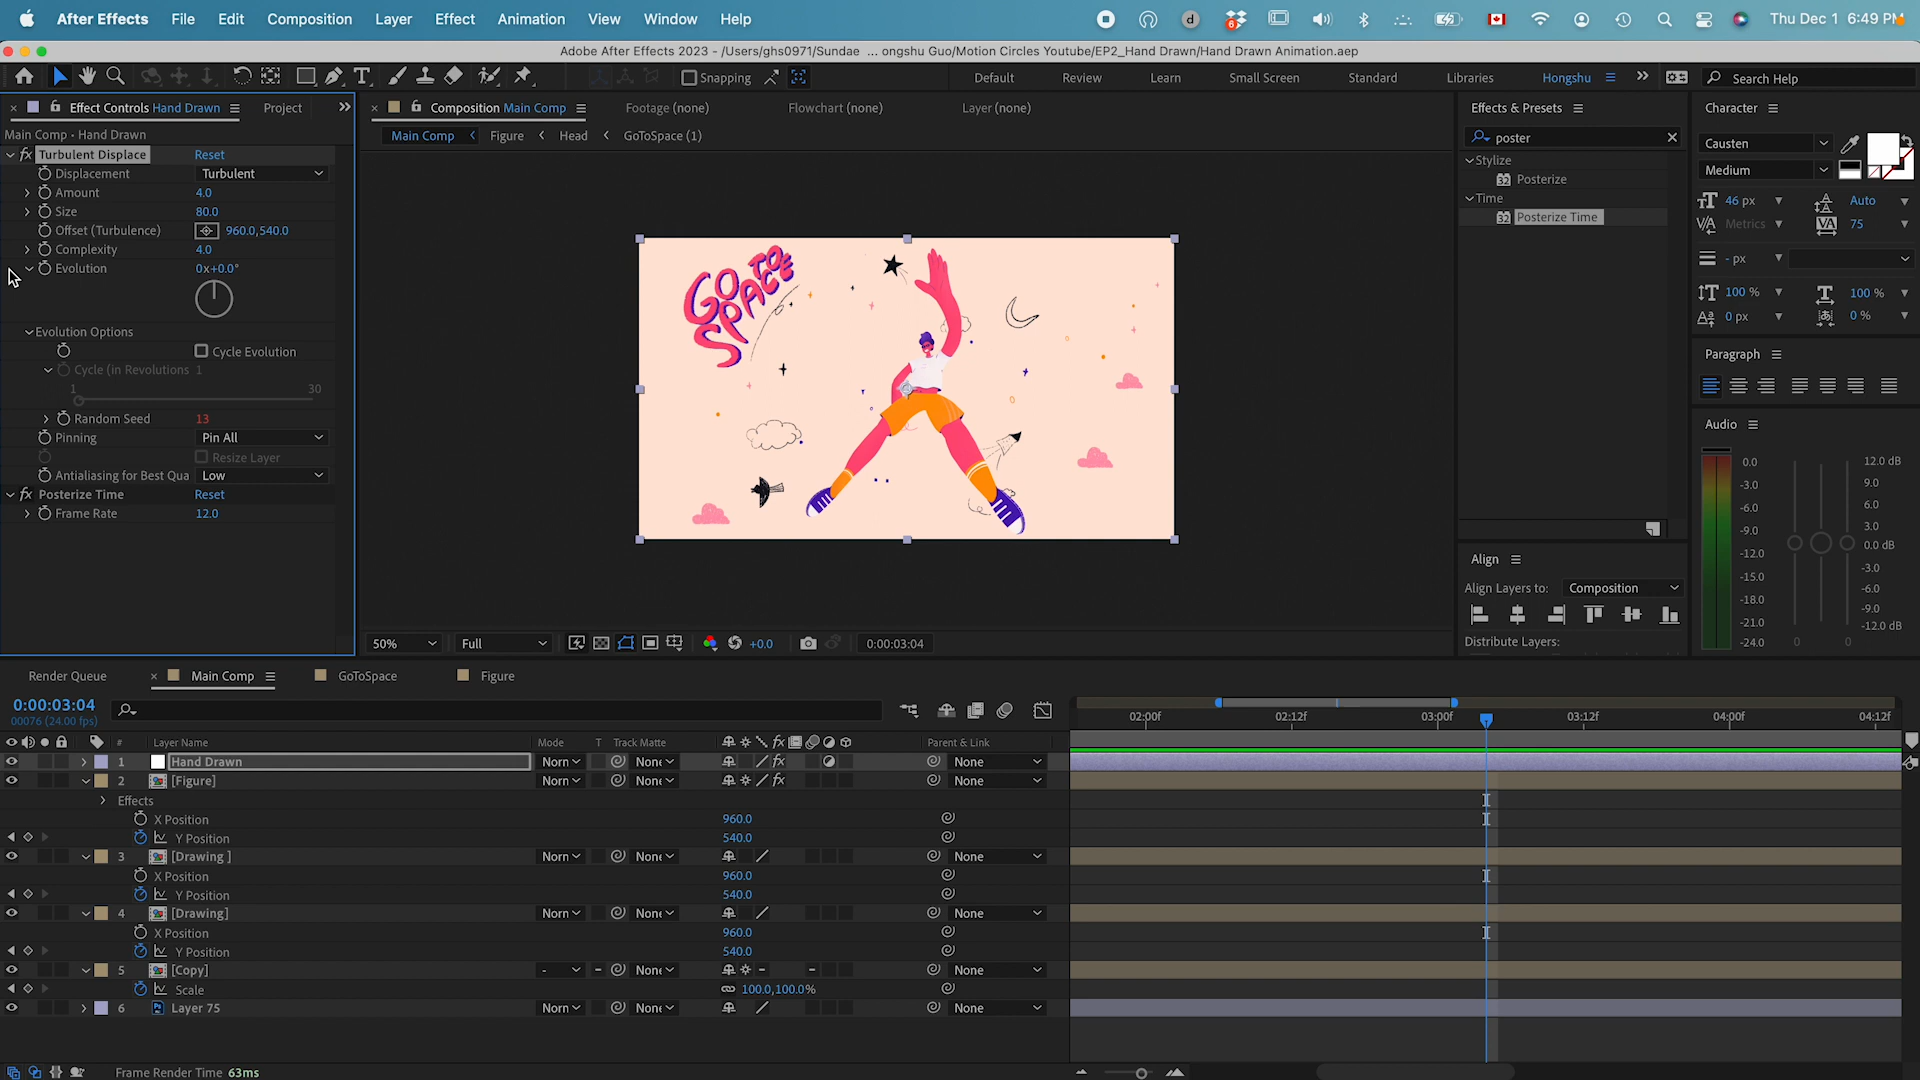 After Effects File Edit Composition Layer Effect Animation View Window Help Thu Dec 1 6:49 PM
Adobe After Effects 2023 - /Users/ghs0971/Sundae ... ongshu Guo/Motion Circles Youtube/EP2_Hand Drawn/Hand Drawn Animation.aep
Snapping Default Review Learn Small Screen Standard Libraries Hongshu Search Help
Effect Controls Hand Drawn Project
Main Comp • Hand Drawn
Turbulent Displace Reset
Displacement Turbulent
Amount 4.0
Size 80.0
Offset (Turbulence) 960.0,540.0
Complexity 4.0
Evolution 0x+0.0°
Evolution Options
Cycle Evolution
Cycle (in Revolutions 1
1 30
Random Seed 13
Pinning Pin All
Resize Layer
Antialiasing for Best Qua Low
Posterize Time Reset
Frame Rate 12.0
Composition Main Comp Footage (none) Flowchart (none) Layer (none)
Main Comp Figure Head GoToSpace (1)
GO TO
SPACE
50% Full +0.0 0:00:03:04
Effects & Presets
poster
Stylize
Posterize
Time
Posterize Time
Align
Align Layers to: Composition
Distribute Layers:
Character
Causten
Medium
46 px Auto
Metrics 75
- px
100 % 100 %
0 px 0 %
Paragraph
Audio
0.0 12.0 dB
-3.0 9.0
-6.0 6.0
-9.0 3.0
-12.0 0.0 dB
-15.0 -3.0
-18.0 -6.0
-21.0 -9.0
-24.0 0 0 -12.0 dB
Render Queue Main Comp GoToSpace Figure
0:00:03:04
00076 (24.00 fps)
02:00f 02:12f 03:00f 03:12f 04:00f 04:12f
# Layer Name Mode T Track Matte Parent & Link
1 Hand Drawn Norn None None
2 [Figure] Norn None None
Effects
X Position 960.0
Y Position 540.0
3 [Drawing ] Norn None None
X Position 960.0
Y Position 540.0
4 [Drawing] Norn None None
X Position 960.0
Y Position 540.0
5 [Copy] - None None
Scale 100.0,100.0%
6 Layer 75 Norn None None
Frame Render Time 63ms